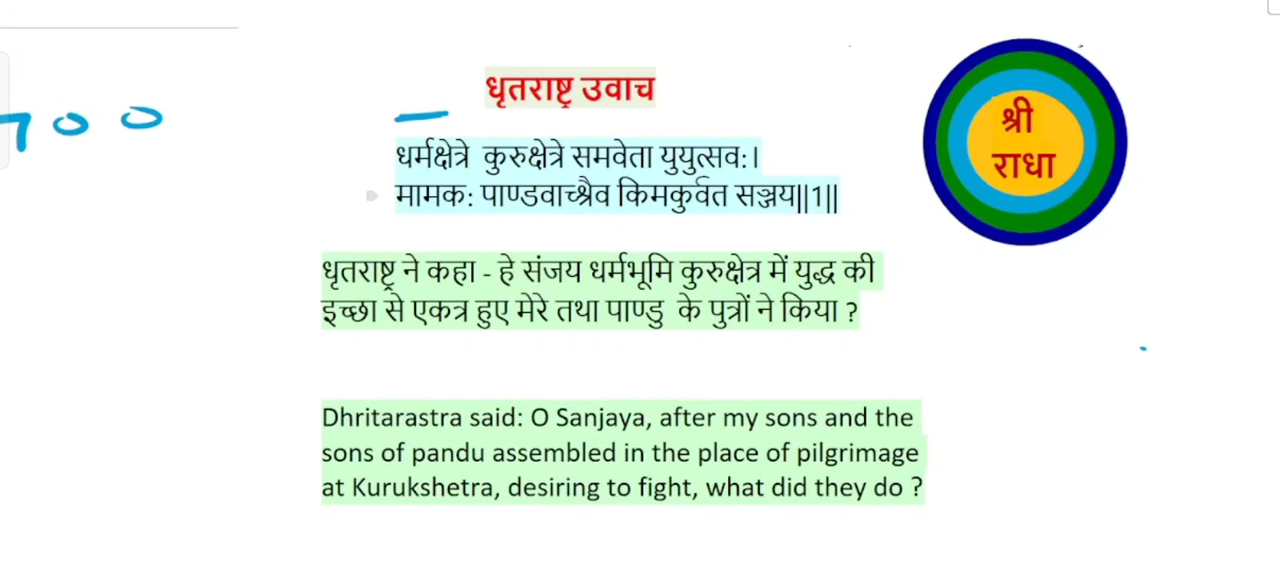 700
धृतराष्ट्र उवाच
श्री
राधा
धर्मक्षेत्रे कुरुक्षेत्रे समवेता युयुत्सव:।
मामक: पाण्डवाच्श्रैव किमकुर्वत सञ्जय||1||
धृतराष्ट्र ने कहा - हे संजय धर्मभूमि कुरुक्षेत्र में युद्ध की
इच्छा से एकत्र हुए मेरे तथा पाण्डु के पुत्रों ने किया ?
Dhritarastra said: O Sanjaya, after my sons and the
sons of pandu assembled in the place of pilgrimage
at Kurukshetra, desiring to fight, what did they do ?